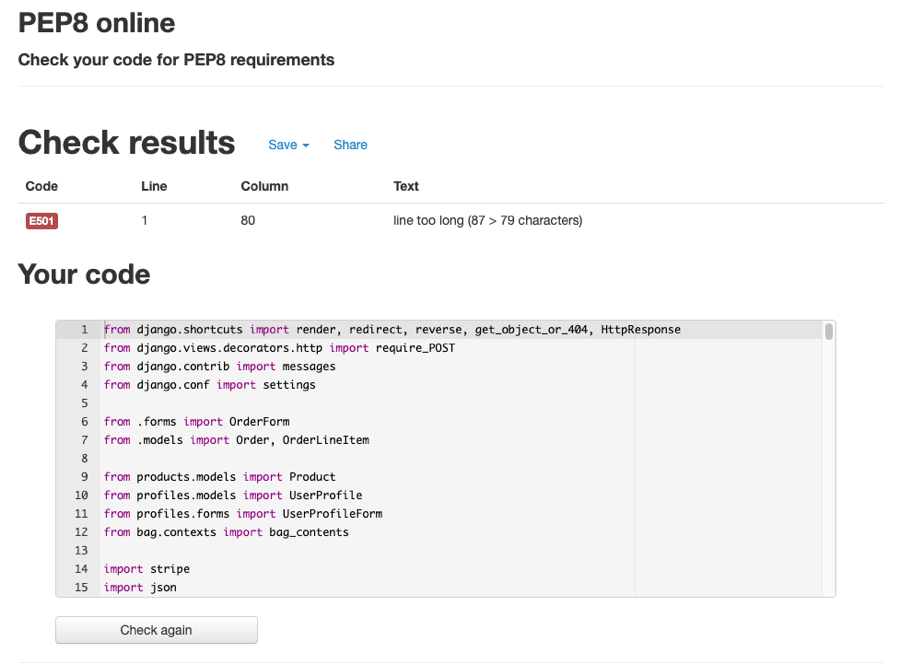 PEP8 online
Check your code for PEP8 requirements
Check results Save Share
Code Line Column Text
E501 1 80 line too long (87 > 79 characters)
Your code
1 from django.shortcuts import render, redirect, reverse, get_object_or_404, HttpResponse
2 from django.views.decorators.http import require_POST
3 from django.contrib import messages
4 from django.conf import settings
5
6 from .forms import OrderForm
7 from .models import Order, OrderLineItem
8
9 from products.models import Product
10 from profiles.models import UserProfile
11 from profiles.forms import UserProfileForm
12 from bag.contexts import bag_contents
13
14 import stripe
15 import json
Check again